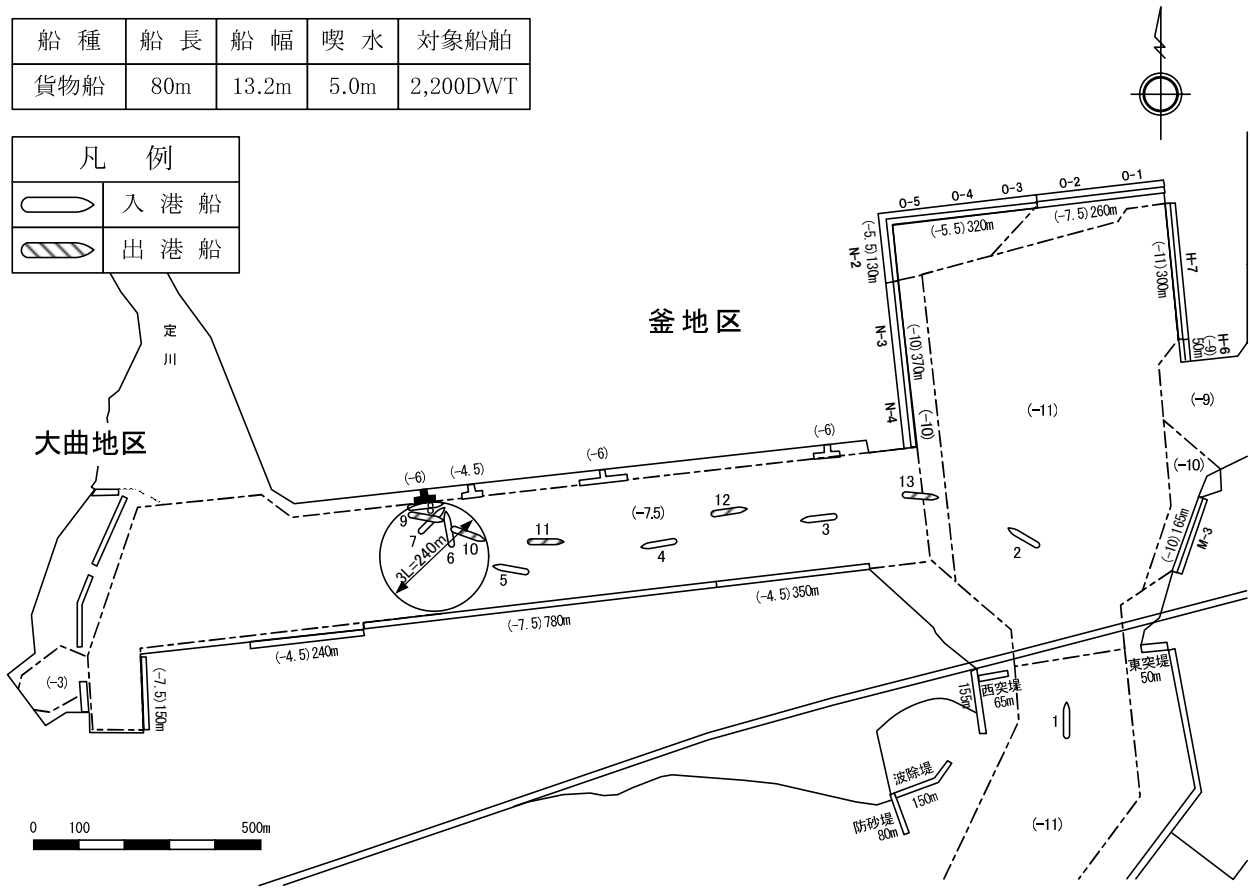 船種 船長 船幅 喫水 対象船舶
貨物船 80m 13.2m 5.0m 2,200DWT
凡例
入港船
出港船
定川
釜地区
大曲地区
O-5
O-4
O-3
O-2
O-1
(-5.5)320m
(-7.5)260m
(-5.5)130m
N-2
N-3
(-10)370m
N-4
(-10)
(-11)300m
H-7
H-6
(-9)
50m
(-9)
(-11)
(-10)
(-10)165m
M-3
(-6)
(-4.5)
(-6)
(-6)
(-7.5)
13
12
11
10
9
8
7
6
5
4
3
2
1
3L=240m
(-4.5)350m
(-7.5)780m
(-4.5)240m
(-7.5)150m
(-3)
東突堤
50m
西突堤
65m
155m
波除堤
150m
防砂堤
80m
(-11)
0 100 500m